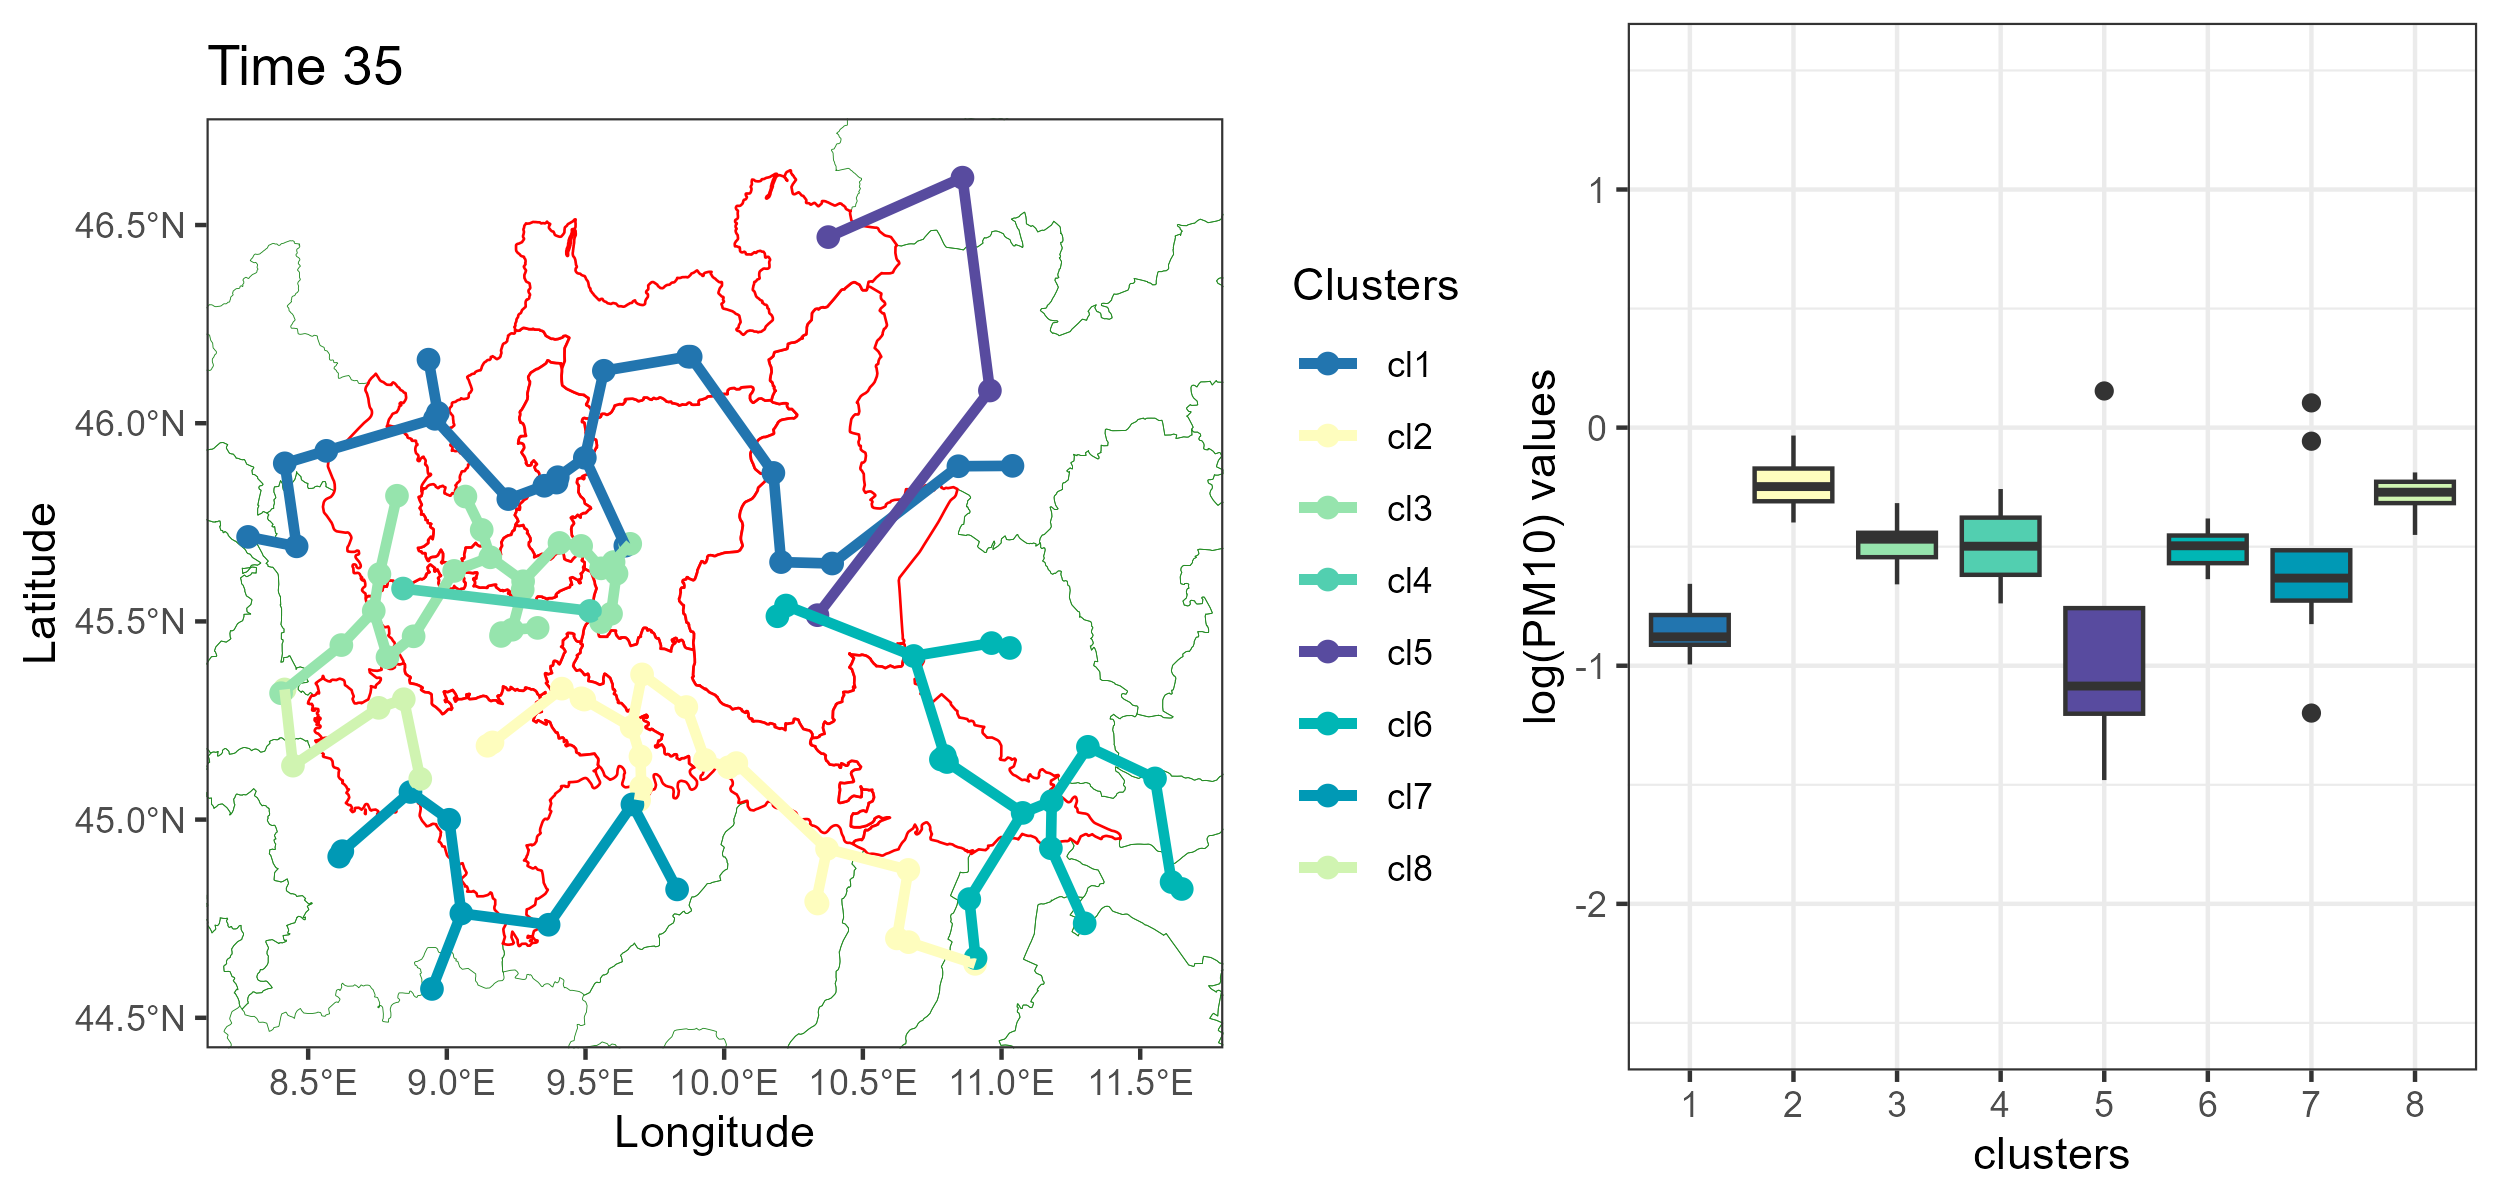 Time 35
46.5°N
46.0°N
45.5°N
45.0°N
44.5°N
Latitude
8.5°E 9.0°E 9.5°E 10.0°E 10.5°E 11.0°E 11.5°E
Longitude
Clusters
cl1
cl2
cl3
cl4
cl5
cl6
cl7
cl8
log(PM10) values
1
0
-1
-2
1 2 3 4 5 6 7 8
clusters